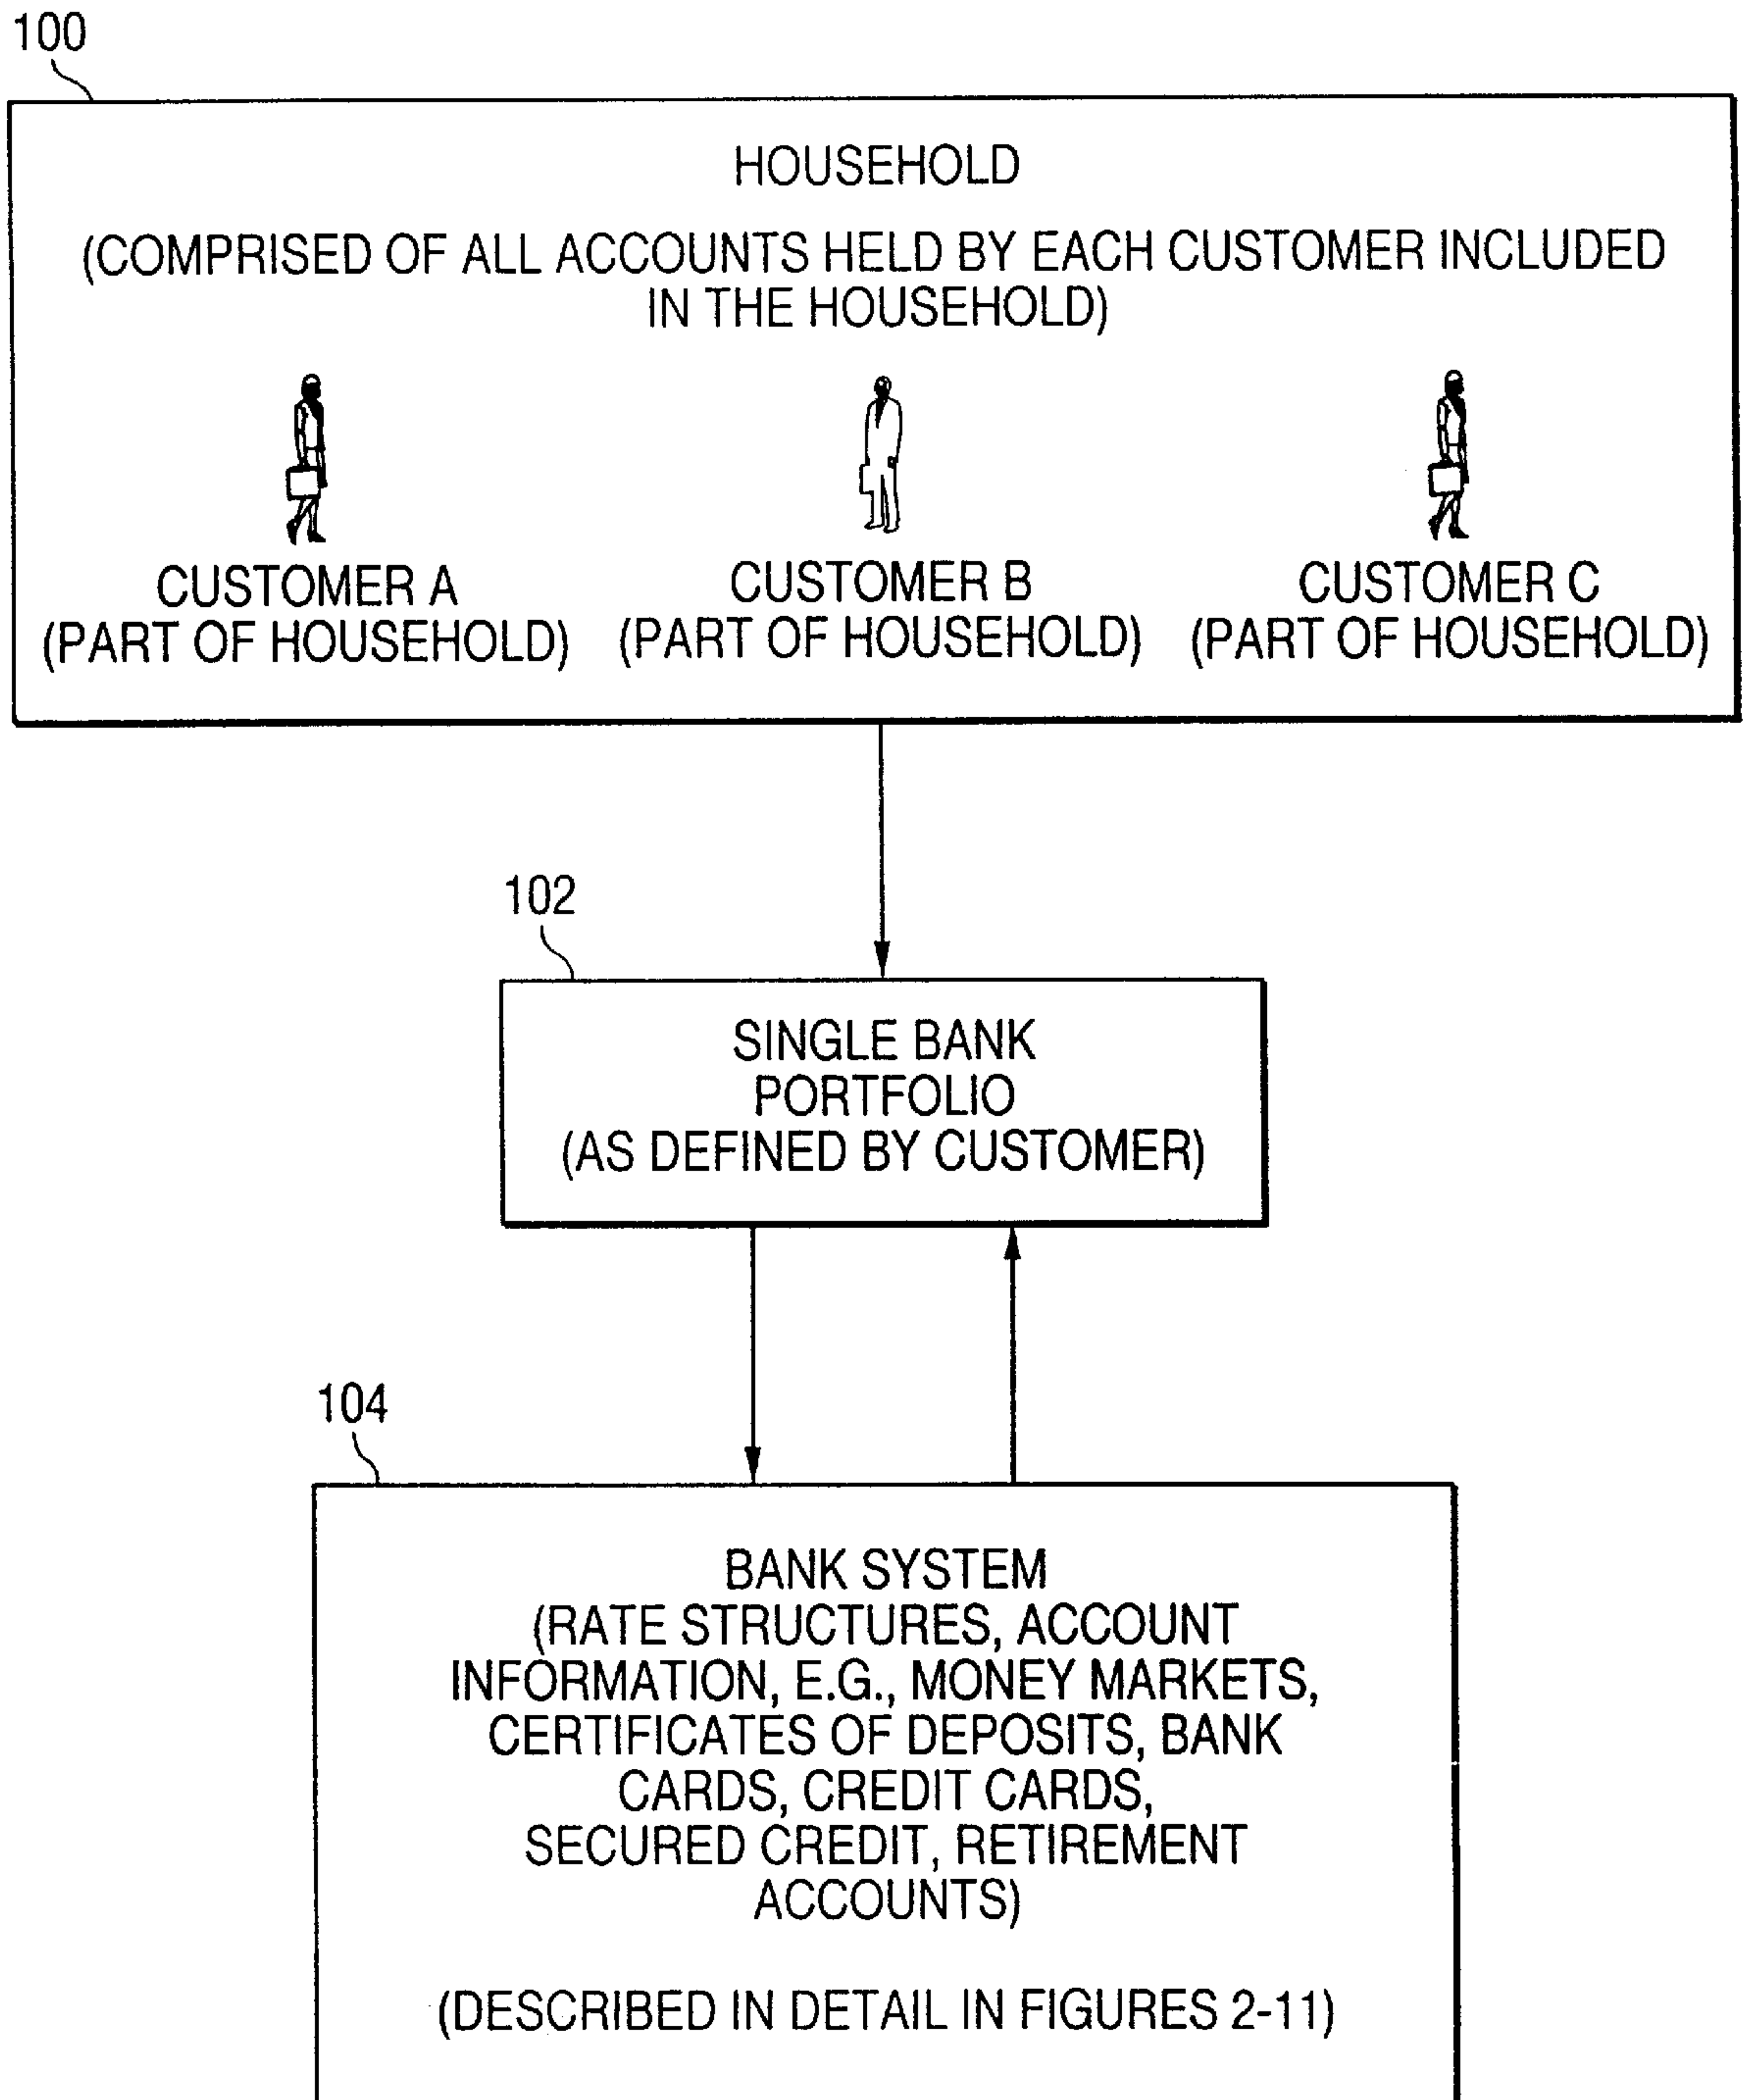 100
HOUSEHOLD
(COMPRISED OF ALL ACCOUNTS HELD BY EACH CUSTOMER INCLUDED
IN THE HOUSEHOLD)
CUSTOMER A
(PART OF HOUSEHOLD)
CUSTOMER B
(PART OF HOUSEHOLD)
CUSTOMER C
(PART OF HOUSEHOLD)
102
SINGLE BANK
PORTFOLIO
(AS DEFINED BY CUSTOMER)
104
BANK SYSTEM
(RATE STRUCTURES, ACCOUNT
INFORMATION, E.G., MONEY MARKETS,
CERTIFICATES OF DEPOSITS, BANK
CARDS, CREDIT CARDS,
SECURED CREDIT, RETIREMENT
ACCOUNTS)
(DESCRIBED IN DETAIL IN FIGURES 2-11)